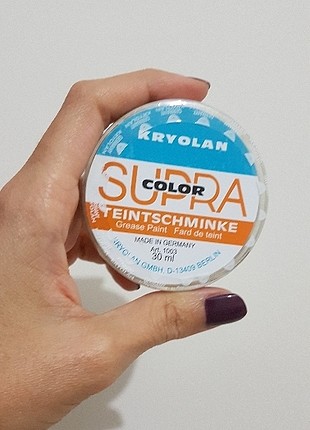 KRYOLAN
SUPRA
COLOR
TEINTSCHMINKE
Grease Paint Fard de teint
MADE IN GERMANY
Art. 1003
30 ml
KRYOLAN GMBH, D-13409 BERLIN